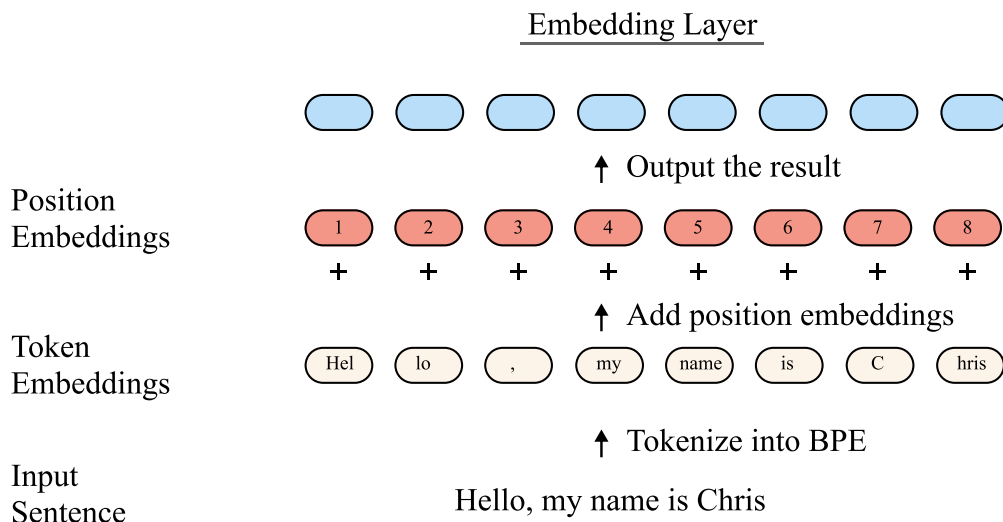 Embedding Layer
Output the result
Position
Embeddings
1 2 3 4 5 6 7 8
+ + + + + + + +
Add position embeddings
Token
Embeddings
Hel lo , my name is C hris
Tokenize into BPE
Input
Sentence
Hello, my name is Chris